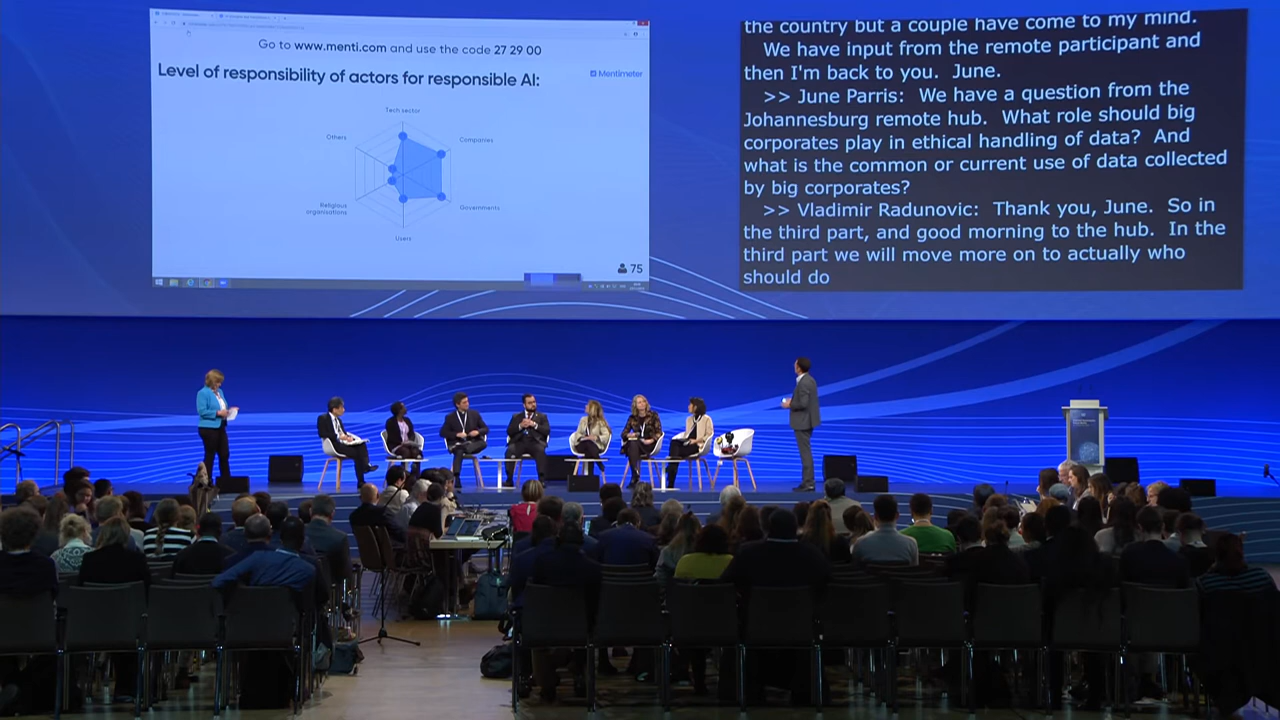 Go to www.menti.com and use the code 27 29 00
Level of responsibility of actors for responsible AI:
Mentimeter
Tech sector
Others
Companies
Religious
organisations
Governments
Users
75
the country but a couple have come to my mind.
We have input from the remote participant and
then I'm back to you. June.
>> June Parris: We have a question from the
Johannesburg remote hub. What role should big
corporates play in ethical handling of data? And
what is the common or current use of data collected
by big corporates?
>> Vladimir Radunovic: Thank you, June. So in
the third part, and good morning to the hub. In the
third part we will move more on to actually who
should do